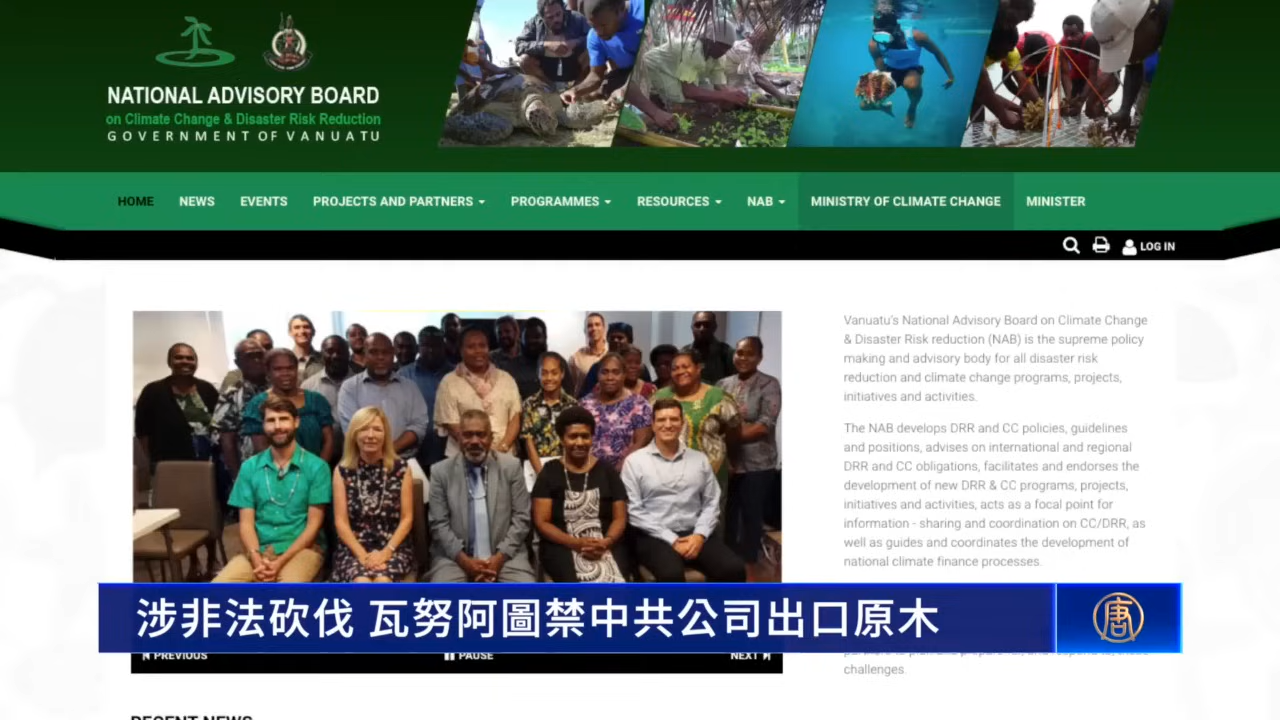 NATIONAL ADVISORY BOARD
on Climate Change & Disaster Risk Reduction
GOVERNMENT OF VANUATU
HOME NEWS EVENTS PROJECTS AND PARTNERS PROGRAMMES RESOURCES NAB MINISTRY OF CLIMATE CHANGE MINISTER
LOG IN
Vanuatu's National Advisory Board on Climate Change
& Disaster Risk reduction (NAB) is the supreme policy
making and advisory body for all disaster risk
reduction and climate change programs, projects,
initiatives and activities.
The NAB develops DRR and CC policies, guidelines
and positions, advises on international and regional
DRR and CC obligations, facilitates and endorses the
development of new DRR & CC programs, projects,
initiatives and activities, acts as a focal point for
information - sharing and coordination on CC/DRR, as
well as guides and coordinates the development of
national climate finance processes.
涉非法砍伐 瓦努阿圖禁中共公司出口原木
唐
PREVIOUS PAUSE NEXT
challenges.
RECENT NEWS